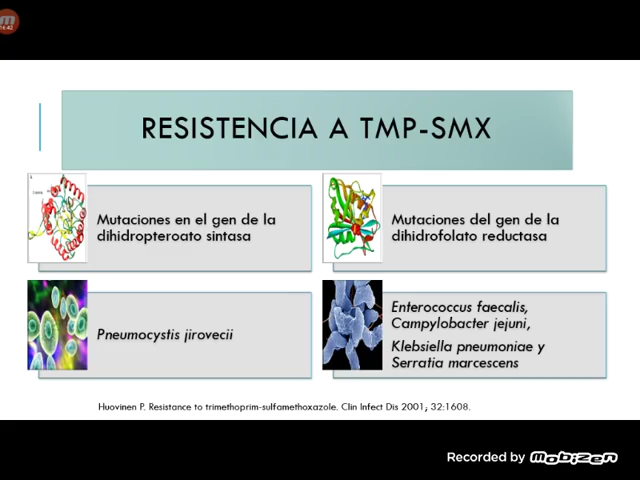 RESISTENCIA A TMP-SMX
Mutaciones en el gen de la
dihidropteroato sintasa
Mutaciones del gen de la
dihidrofolato reductasa
Pneumocystis jirovecii
Enterococcus faecalis,
Campylobacter jejuni,
Klebsiella pneumoniae y
Serratia marcescens
Huovinen P. Resistance to trimethoprim-sulfamethoxazole. Clin Infect Dis 2001; 32:1608.
Recorded by Mobizen